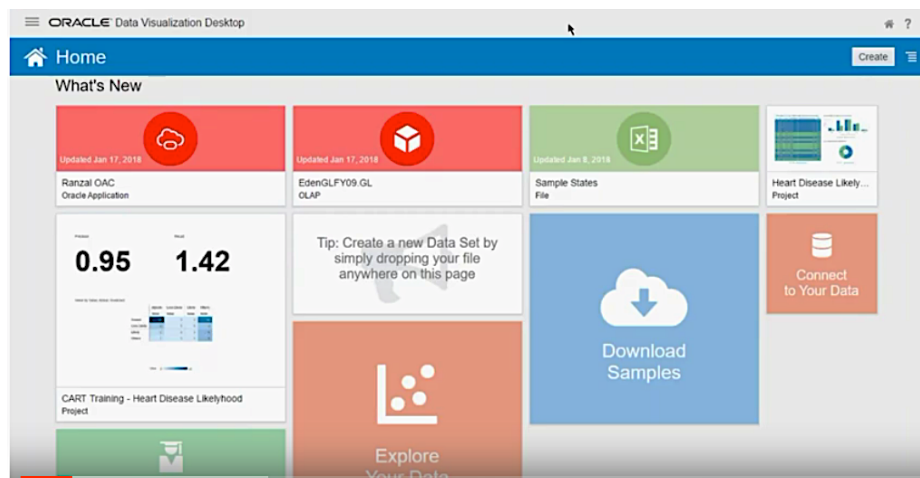 ORACLE Data Visualization Desktop
?
Home
Create
What's New
Updated Jan 17, 2018
Ranzal OAC
Oracle Application
Updated Jan 17, 2018
EdenGLFY09.GL
OLAP
Updated Jan 8, 2018
Sample States
File
Heart Disease Likely...
Project
0.95
1.42
CART Training - Heart Disease Likelyhood
Project
Tip: Create a new Data Set by
simply dropping your file
anywhere on this page
Download
Samples
Connect
to Your Data
Explore
Your Data